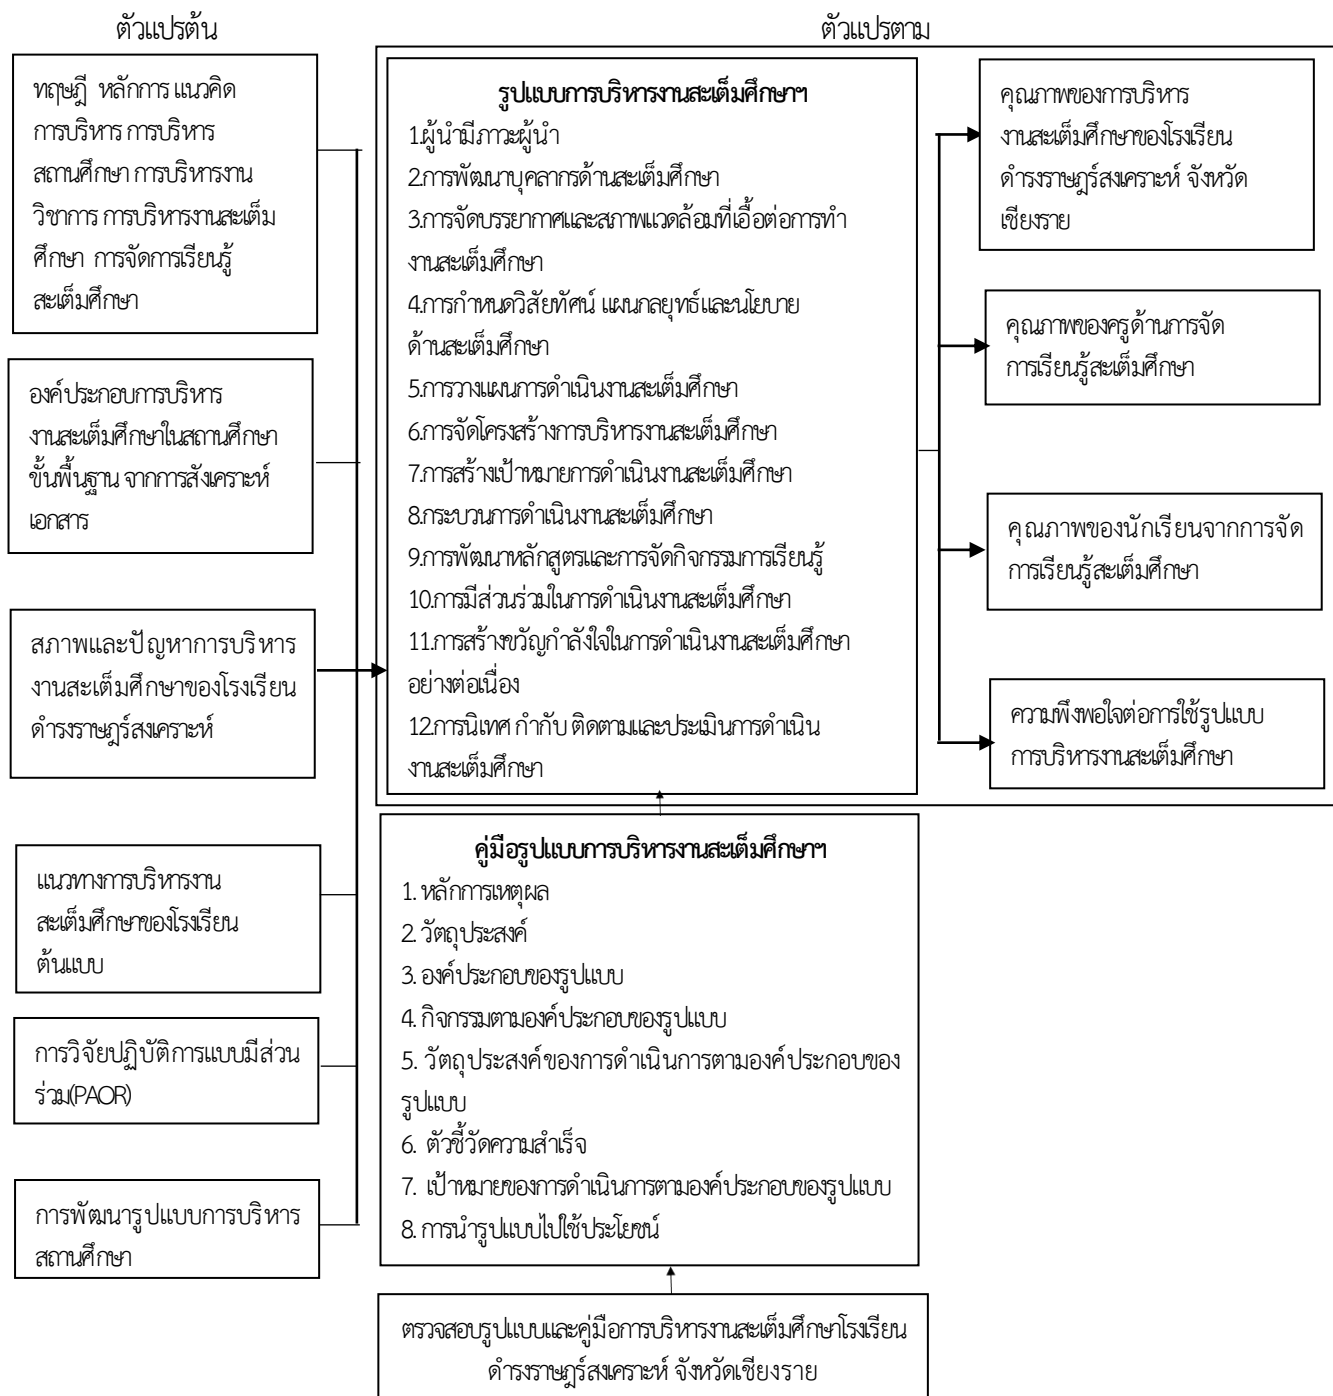 ตัวแปรต้น
ตัวแปรตาม
ทฤษฎี หลักการ แนวคิด
การบริหาร การบริหาร
สถานศึกษา การบริหารงาน
วิชาการ การบริหารงานสะเต็ม
ศึกษา การจัดการเรียนรู้
สะเต็มศึกษา
องค์ประกอบการบริหาร
งานสะเต็มศึกษาในสถานศึกษา
ขั้นพื้นฐาน จากการสังเคราะห์
เอกสาร
สภาพและปัญหาการบริหาร
งานสะเต็มศึกษาของโรงเรียน
ดำรงราษฎร์สงเคราะห์
แนวทางการบริหารงาน
สะเต็มศึกษาของโรงเรียน
ต้นแบบ
การวิจัยปฏิบัติการแบบมีส่วน
ร่วม(PAOR)
การพัฒนารูปแบบการบริหาร
สถานศึกษา
รูปแบบการบริหารงานสะเต็มศึกษาฯ
1.ผู้นำมีภาวะผู้นำ
2.การพัฒนาบุคลากรด้านสะเต็มศึกษา
3.การจัดบรรยากาศและสภาพแวดล้อมที่เอื้อต่อการทำ
งานสะเต็มศึกษา
4.การกำหนดวิสัยทัศน์ แผนกลยุทธ์และนโยบาย
ด้านสะเต็มศึกษา
5.การวางแผนการดำเนินงานสะเต็มศึกษา
6.การจัดโครงสร้างการบริหารงานสะเต็มศึกษา
7.การสร้างเป้าหมายการดำเนินงานสะเต็มศึกษา
8.กระบวนการดำเนินงานสะเต็มศึกษา
9.การพัฒนาหลักสูตรและการจัดกิจกรรมการเรียนรู้
10.การมีส่วนร่วมในการดำเนินงานสะเต็มศึกษา
11.การสร้างขวัญกำลังใจในการดำเนินงานสะเต็มศึกษา
อย่างต่อเนื่อง
12.การนิเทศ กำกับ ติดตามและประเมินการดำเนิน
งานสะเต็มศึกษา
คู่มือรูปแบบการบริหารงานสะเต็มศึกษาฯ
1. หลักการเหตุผล
2. วัตถุประสงค์
3. องค์ประกอบของรูปแบบ
4. กิจกรรมตามองค์ประกอบของรูปแบบ
5. วัตถุประสงค์ของการดำเนินการตามองค์ประกอบของ
รูปแบบ
6. ตัวชี้วัดความสำเร็จ
7. เป้าหมายของการดำเนินการตามองค์ประกอบของรูปแบบ
8. การนำรูปแบบไปใช้ประโยชน์
ตรวจสอบรูปแบบและคู่มือการบริหารงานสะเต็มศึกษาโรงเรียน
ดำรงราษฎร์สงเคราะห์ จังหวัดเชียงราย
คุณภาพของการบริหาร
งานสะเต็มศึกษาของโรงเรียน
ดำรงราษฎร์สงเคราะห์ จังหวัด
เชียงราย
คุณภาพของครูด้านการจัด
การเรียนรู้สะเต็มศึกษา
คุณภาพของนักเรียนจากการจัด
การเรียนรู้สะเต็มศึกษา
ความพึงพอใจต่อการใช้รูปแบบ
การบริหารงานสะเต็มศึกษา